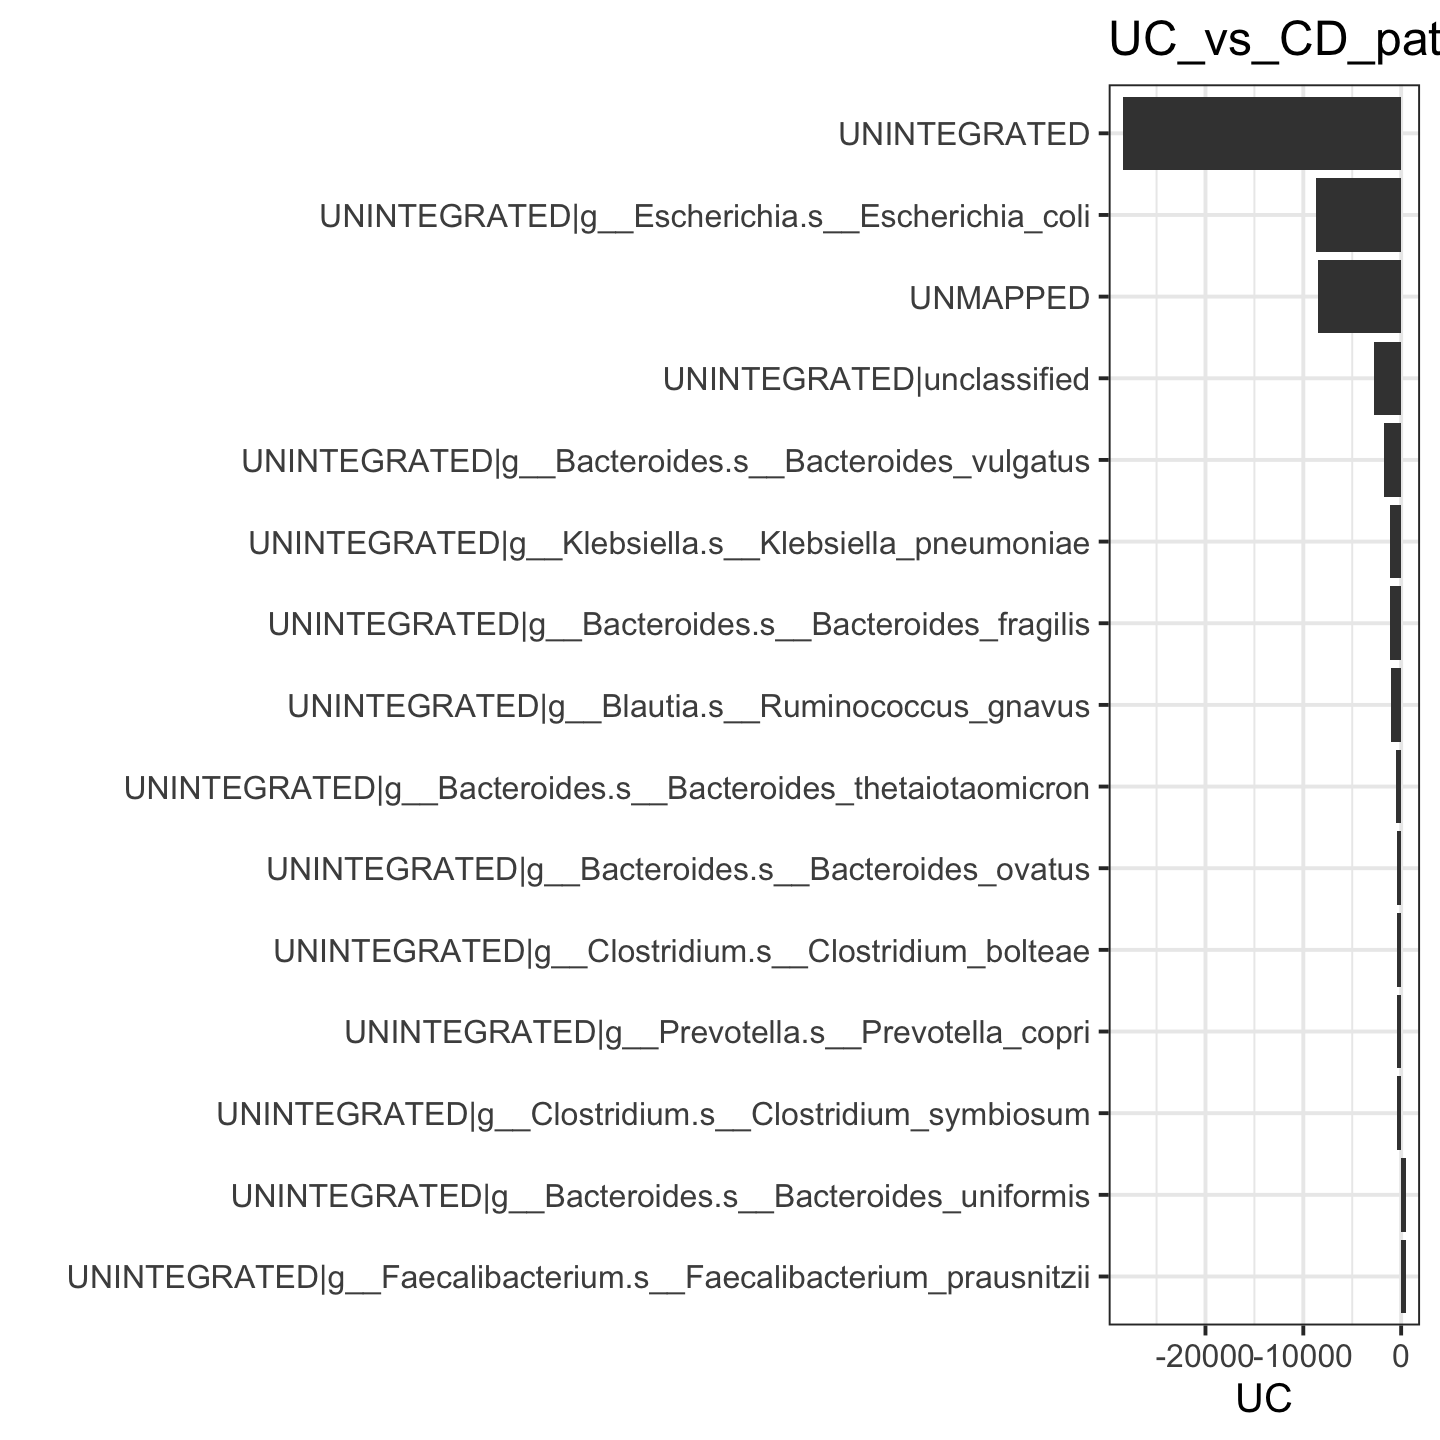 UC_vs_CD_pat
UNINTEGRATED
UNINTEGRATED|g__Escherichia.s__Escherichia_coli
UNMAPPED
UNINTEGRATED|unclassified
UNINTEGRATED|g__Bacteroides.s__Bacteroides_vulgatus
UNINTEGRATED|g__Klebsiella.s__Klebsiella_pneumoniae
UNINTEGRATED|g__Bacteroides.s__Bacteroides_fragilis
UNINTEGRATED|g__Blautia.s__Ruminococcus_gnavus
UNINTEGRATED|g__Bacteroides.s__Bacteroides_thetaiotaomicron
UNINTEGRATED|g__Bacteroides.s__Bacteroides_ovatus
UNINTEGRATED|g__Clostridium.s__Clostridium_bolteae
UNINTEGRATED|g__Prevotella.s__Prevotella_copri
UNINTEGRATED|g__Clostridium.s__Clostridium_symbiosum
UNINTEGRATED|g__Bacteroides.s__Bacteroides_uniformis
UNINTEGRATED|g__Faecalibacterium.s__Faecalibacterium_prausnitzii
-20000 -10000 0
UC